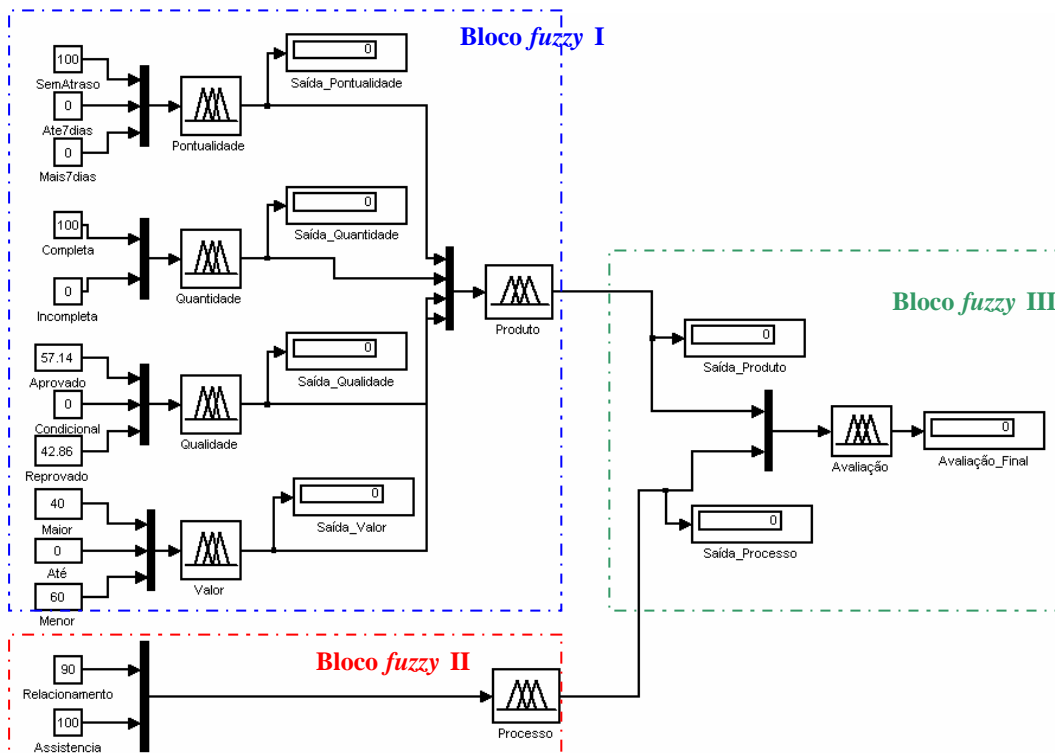 Bloco fuzzy I
100
SemAtraso
0
Ate7dias
0
Mais7dias
Pontualidade
0
Saída_Pontualidade
100
Completa
0
Incompleta
Quantidade
0
Saída_Quantidade
57.14
Aprovado
0
Condicional
42.86
Reprovado
Qualidade
0
Saída_Qualidade
40
Maior
0
Até
60
Menor
Valor
0
Saída_Valor
Produto
Bloco fuzzy II
90
Relacionamento
100
Assistencia
Processo
Bloco fuzzy III
0
Saída_Produto
0
Saída_Processo
Avaliação
0
Avaliação_Final